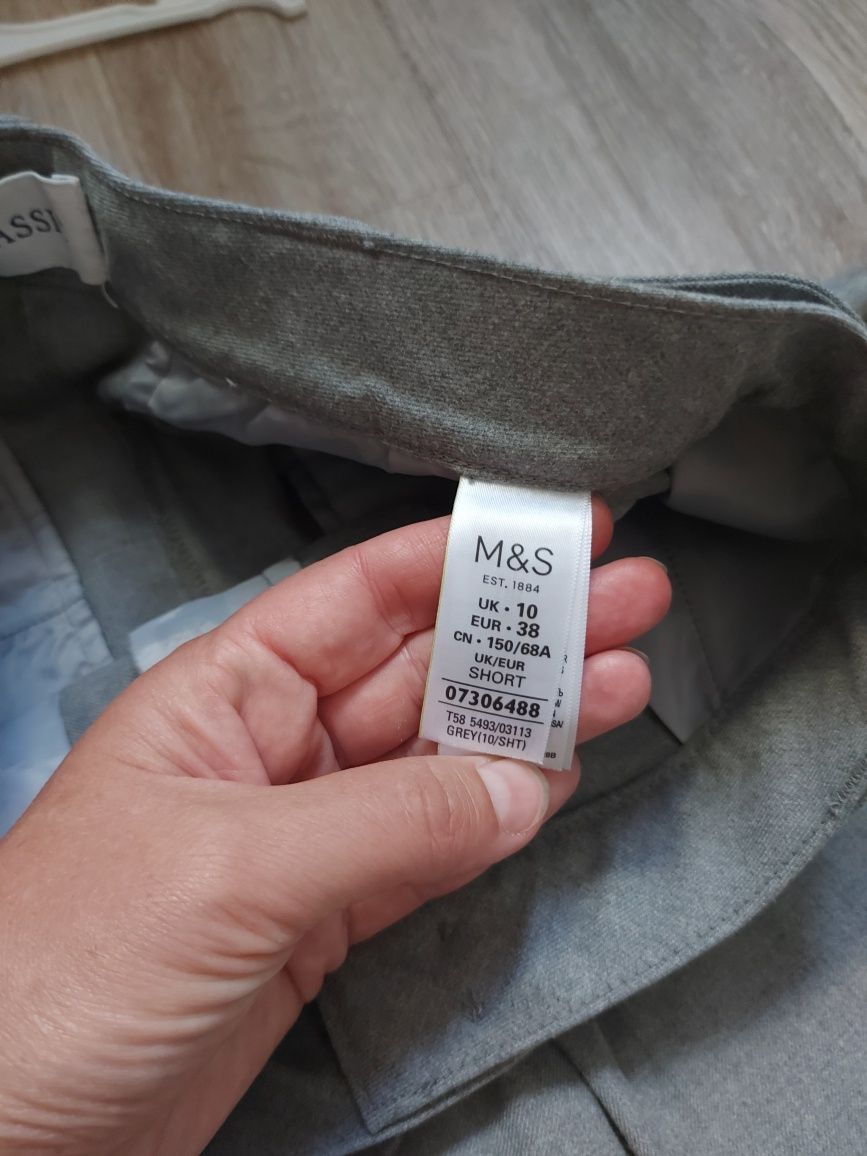 ASSI
M&S
EST. 1884
UK • 10
EUR • 38
CN • 150/68A
UK/EUR
SHORT
07306488
T58 5493/03113
GREY(10/SHT)